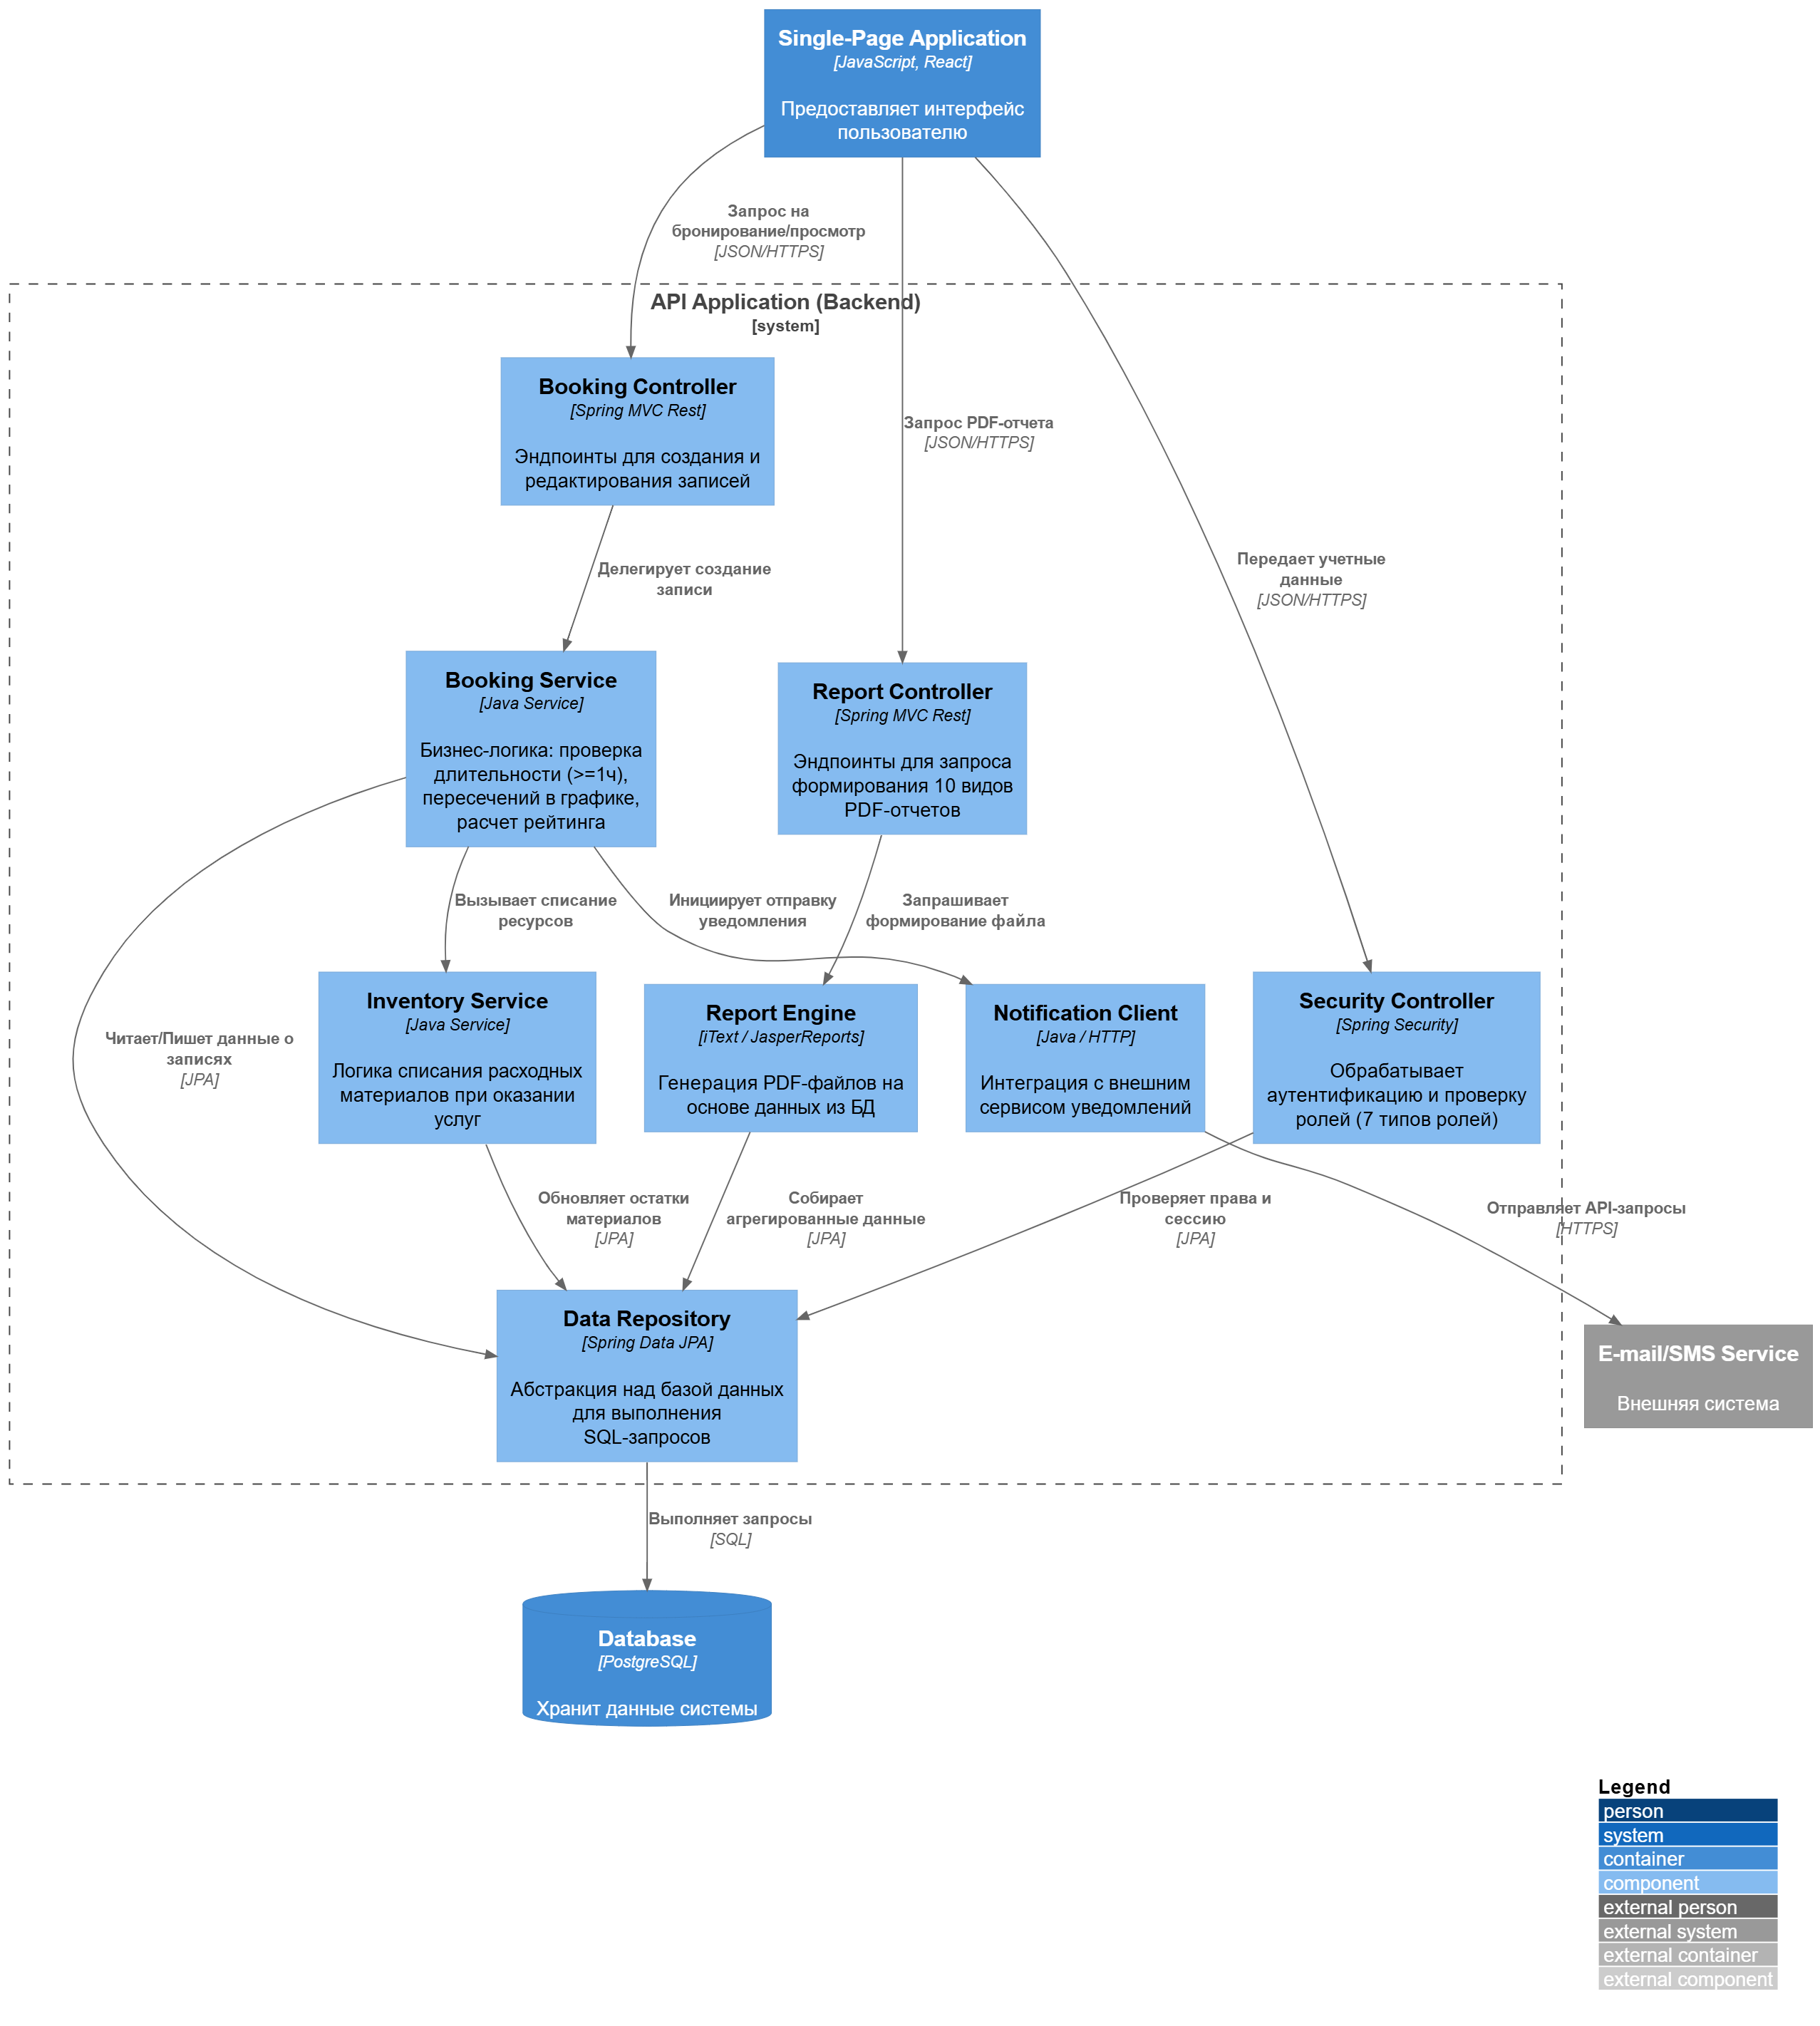 Single-Page Application
[JavaScript, React]
Предоставляет интерфейс
пользователю
Запрос на
бронирование/просмотр
[JSON/HTTPS]
API Application (Backend)
[system]
Booking Controller
[Spring MVC Rest]
Эндпоинты для создания и
редактирования записей
Запрос PDF-отчета
[JSON/HTTPS]
Делегирует создание
записи
Передает учетные
данные
[JSON/HTTPS]
Booking Service
[Java Service]
Бизнес-логика: проверка
длительности (>=1ч),
пересечений в графике,
расчет рейтинга
Report Controller
[Spring MVC Rest]
Эндпоинты для запроса
формирования 10 видов
PDF-отчетов
Вызывает списание
ресурсов
Инициирует отправку
уведомления
Запрашивает
формирование файла
Читает/Пишет данные о
записях
[JPA]
Inventory Service
[Java Service]
Логика списания расходных
материалов при оказании
услуг
Report Engine
[iText / JasperReports]
Генерация PDF-файлов на
основе данных из БД
Notification Client
[Java / HTTP]
Интеграция с внешним
сервисом уведомлений
Security Controller
[Spring Security]
Обрабатывает
аутентификацию и проверку
ролей (7 типов ролей)
Обновляет остатки
материалов
[JPA]
Собирает
агрегированные данные
[JPA]
Проверяет права и
сессию
[JPA]
Отправляет API-запросы
[HTTPS]
Data Repository
[Spring Data JPA]
Абстракция над базой данных
для выполнения
SQL-запросов
E-mail/SMS Service
Внешняя система
Выполняет запросы
[SQL]
Database
[PostgreSQL]
Хранит данные системы
Legend
person
system
container
component
external person
external system
external container
external component